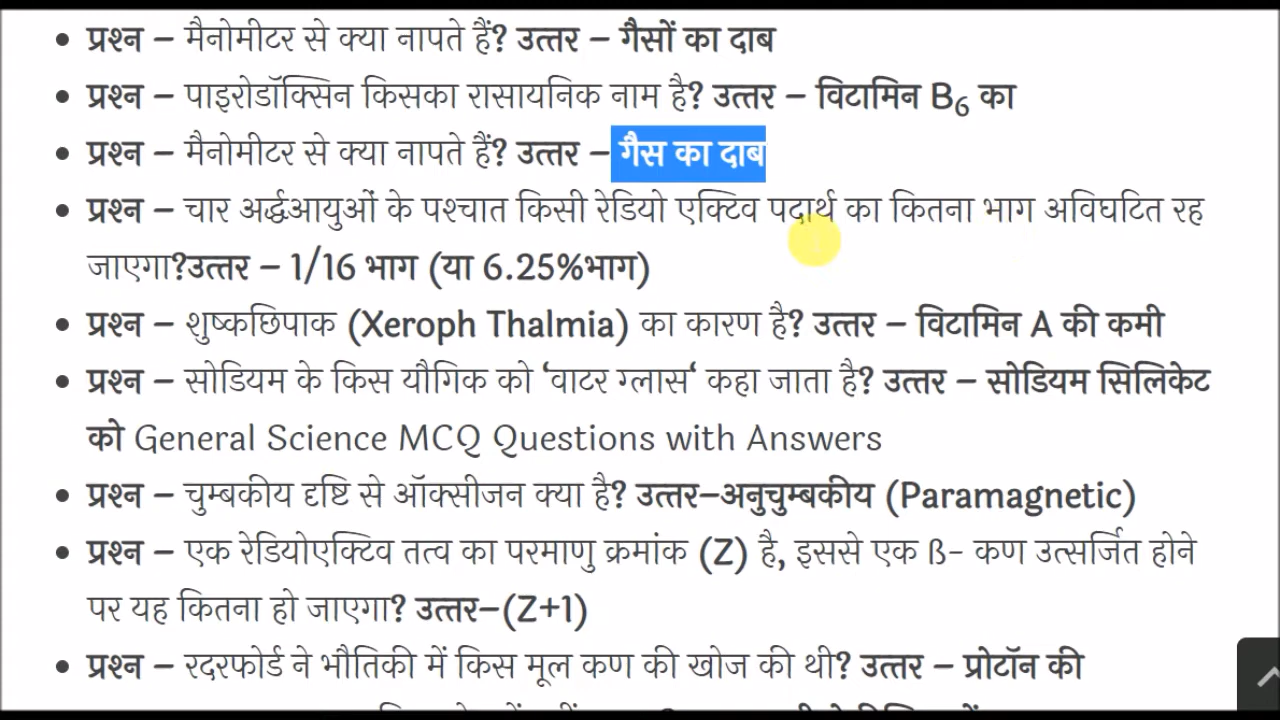 • प्रश्न – मैनोमीटर से क्या नापते हैं? उत्तर – गैसों का दाब
• प्रश्न – पाइरोडॉक्सिन किसका रासायनिक नाम है? उत्तर – विटामिन B₆ का
• प्रश्न – मैनोमीटर से क्या नापते हैं? उत्तर – गैस का दाब
• प्रश्न – चार अर्द्धआयुओं के पश्चात किसी रेडियो एक्टिव पदार्थ का कितना भाग अविघटित रह
जाएगा?उत्तर – 1/16 भाग (या 6.25%भाग)
• प्रश्न – शुष्कछिपाक (Xeroph Thalmia) का कारण है? उत्तर – विटामिन A की कमी
• प्रश्न – सोडियम के किस यौगिक को ‘वाटर ग्लास‘ कहा जाता है? उत्तर – सोडियम सिलिकेट
को General Science MCQ Questions with Answers
• प्रश्न – चुम्बकीय दृष्टि से ऑक्सीजन क्या है? उत्तर–अनुचुम्बकीय (Paramagnetic)
• प्रश्न – एक रेडियोएक्टिव तत्व का परमाणु क्रमांक (Z) है, इससे एक ß- कण उत्सर्जित होने
पर यह कितना हो जाएगा? उत्तर–(Z+1)
• प्रश्न – रदरफोर्ड ने भौतिकी में किस मूल कण की खोज की थी? उत्तर – प्रोटॉन की